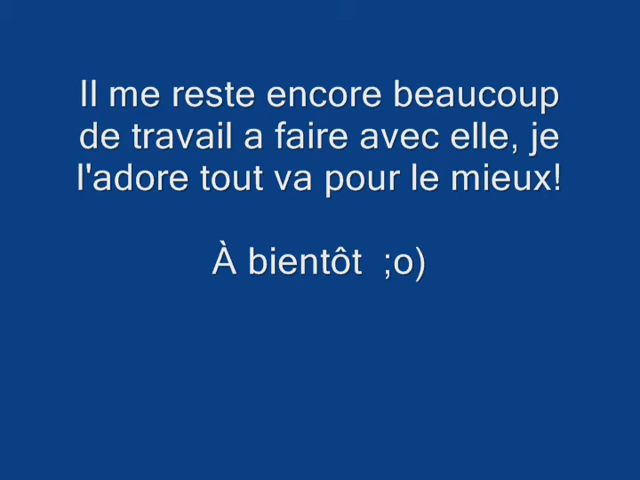 Il me reste encore beaucoup
de travail a faire avec elle, je
l'adore tout va pour le mieux!
À bientôt  ;o)